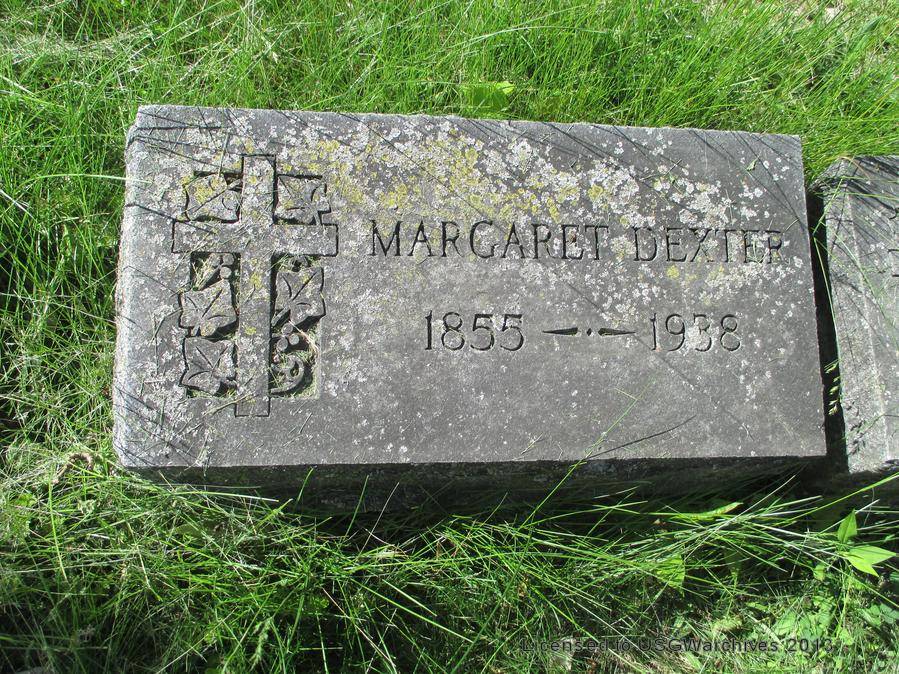 MARGARET DEXTER
1855 — 1938
Licensed to USGWarchives 2013